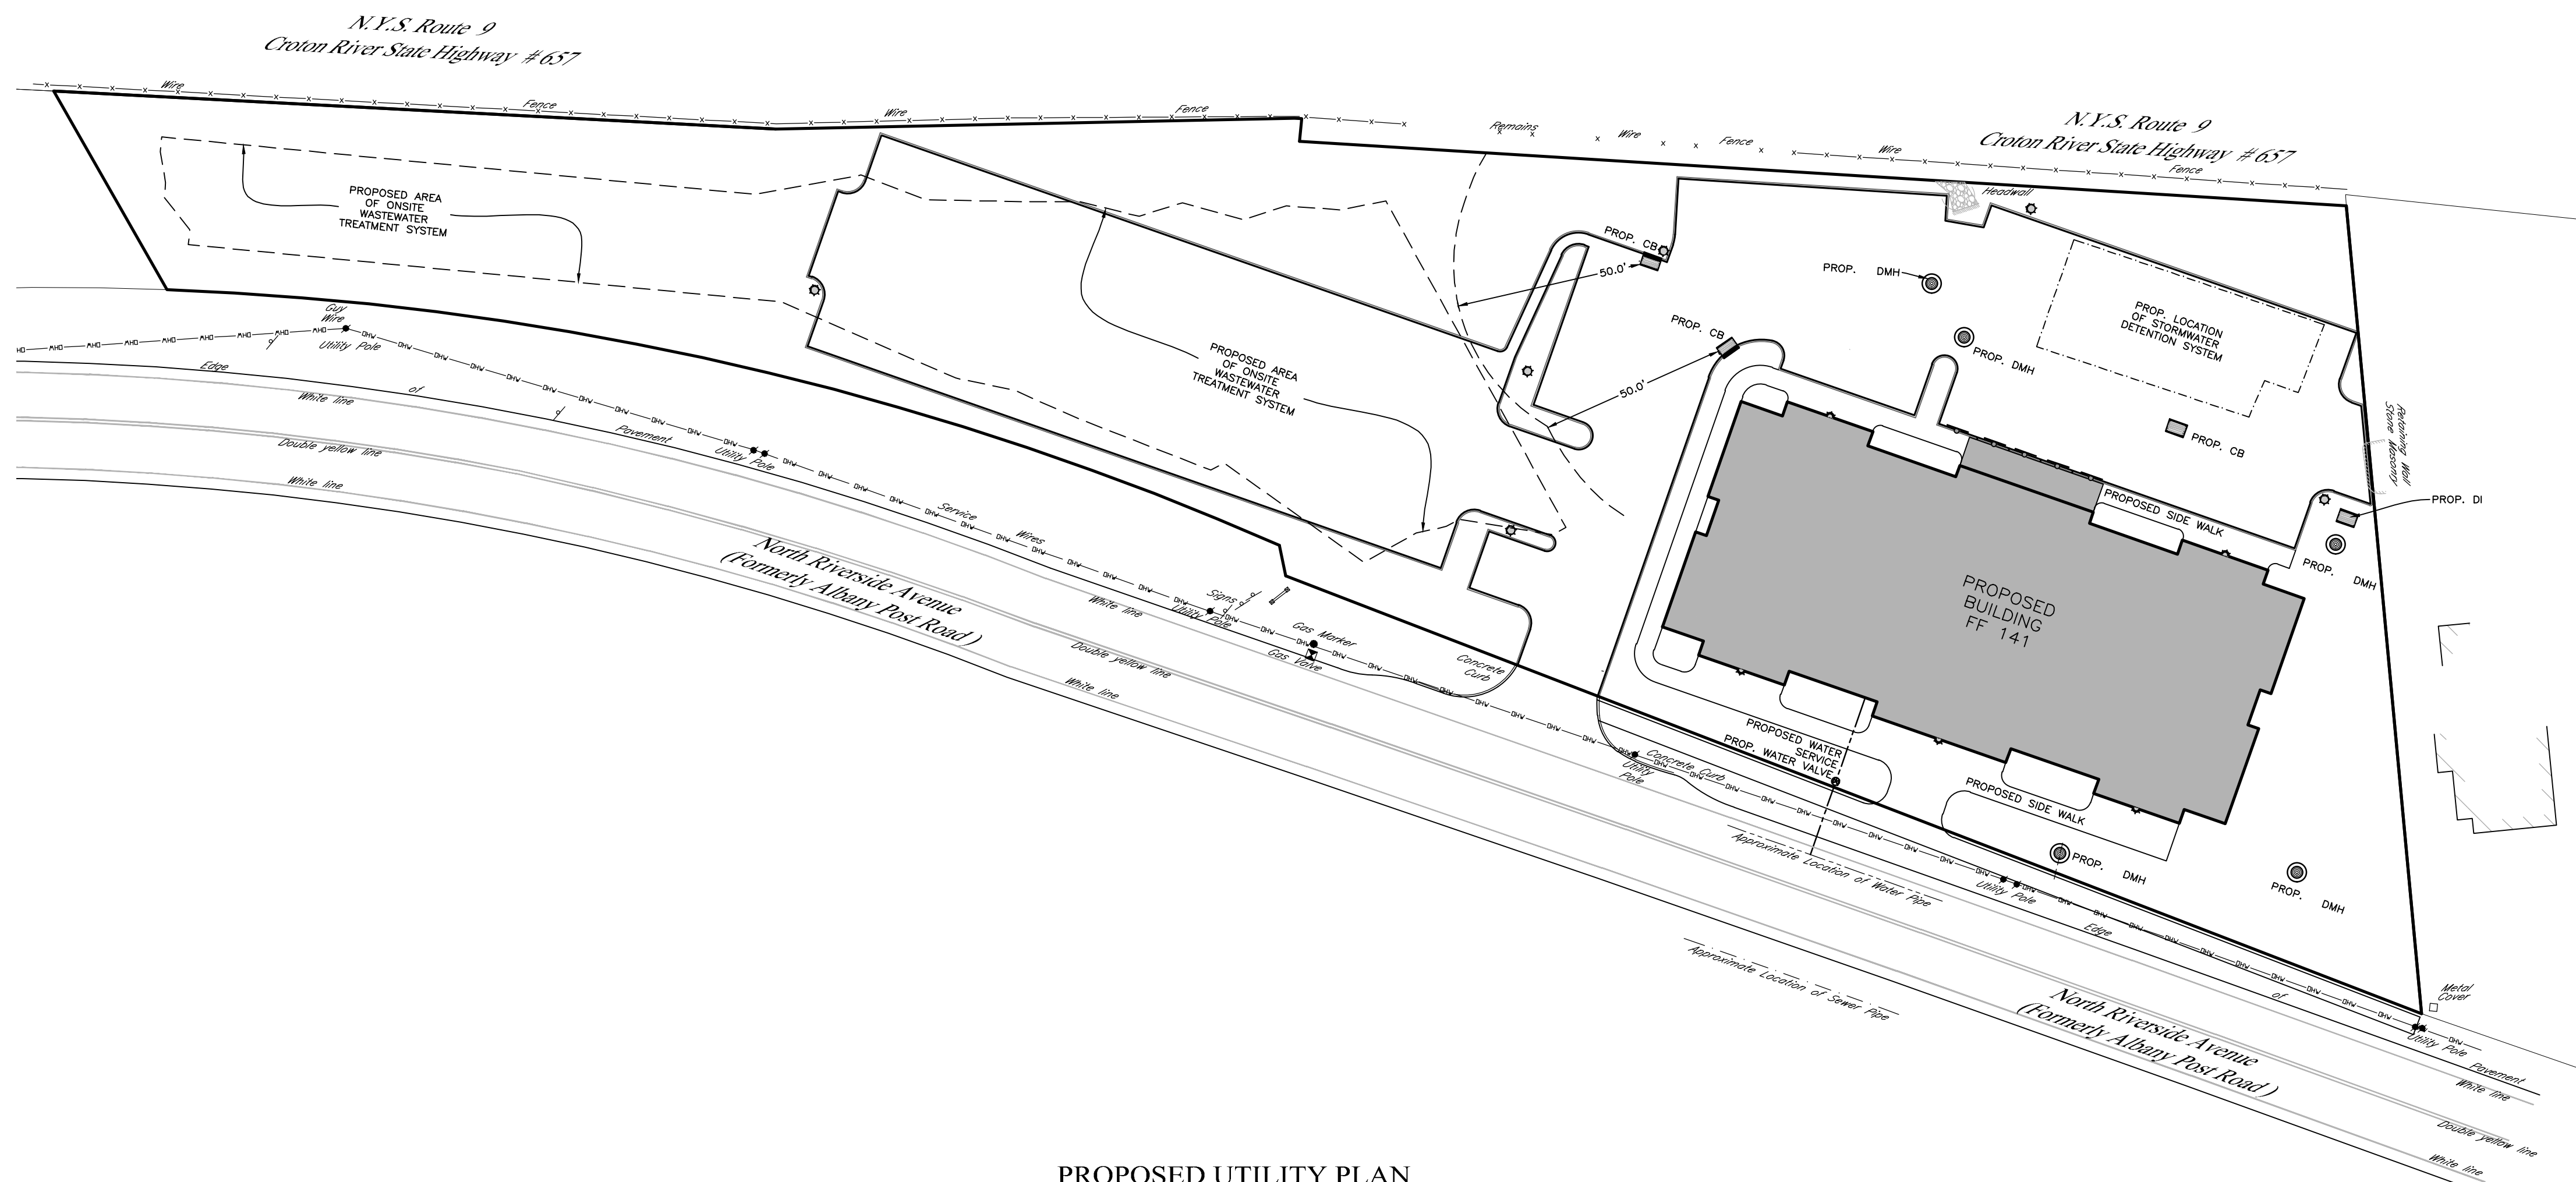 N.Y.S. Route 9
Croton River State Highway #657
N.Y.S. Route 9
Croton River State Highway #657
Wire
Fence
Wire
Fence
Remains
Wire
Fence
Wire
Fence
Headwall
PROPOSED AREA
OF ONSITE
WASTEWATER
TREATMENT SYSTEM
PROP. CB
50.0'
PROP. DMH
PROP. LOCATION
OF STORMWATER
DETENTION SYSTEM
PROP. CB
PROP. DMH
50.0'
PROPOSED AREA
OF ONSITE
WASTEWATER
TREATMENT SYSTEM
Guy
Wire
Utility Pole
Edge
of
Pavement
White line
Double yellow line
White line
Utility Pole
Service
Wires
Stone Masonry
Retaining Wall
PROP. CB
PROP. DI
PROPOSED SIDE WALK
PROP. DMH
PROPOSED
BUILDING
FF 141
North Riverside Avenue
(Formerly Albany Post Road )
Signs
Utility Pole
Gas Marker
Gas Valve
White line
Double yellow line
White line
Concrete
Curb
PROPOSED WATER
SERVICE
PROP. WATER VALVE
Concrete Curb
Utility
Pole
PROPOSED SIDE WALK
PROP. DMH
PROP. DMH
Approximate Location of Water Pipe
Utility Pole
Edge
of
Approximate Location of Sewer Pipe
Metal
Cover
North Riverside Avenue
(Formerly Albany Post Road )
Utility Pole
Pavement
White line
Double yellow line
White line
OHW OHW OHW OHW OHW OHW OHW OHW
PROPOSED UTILITY PLAN